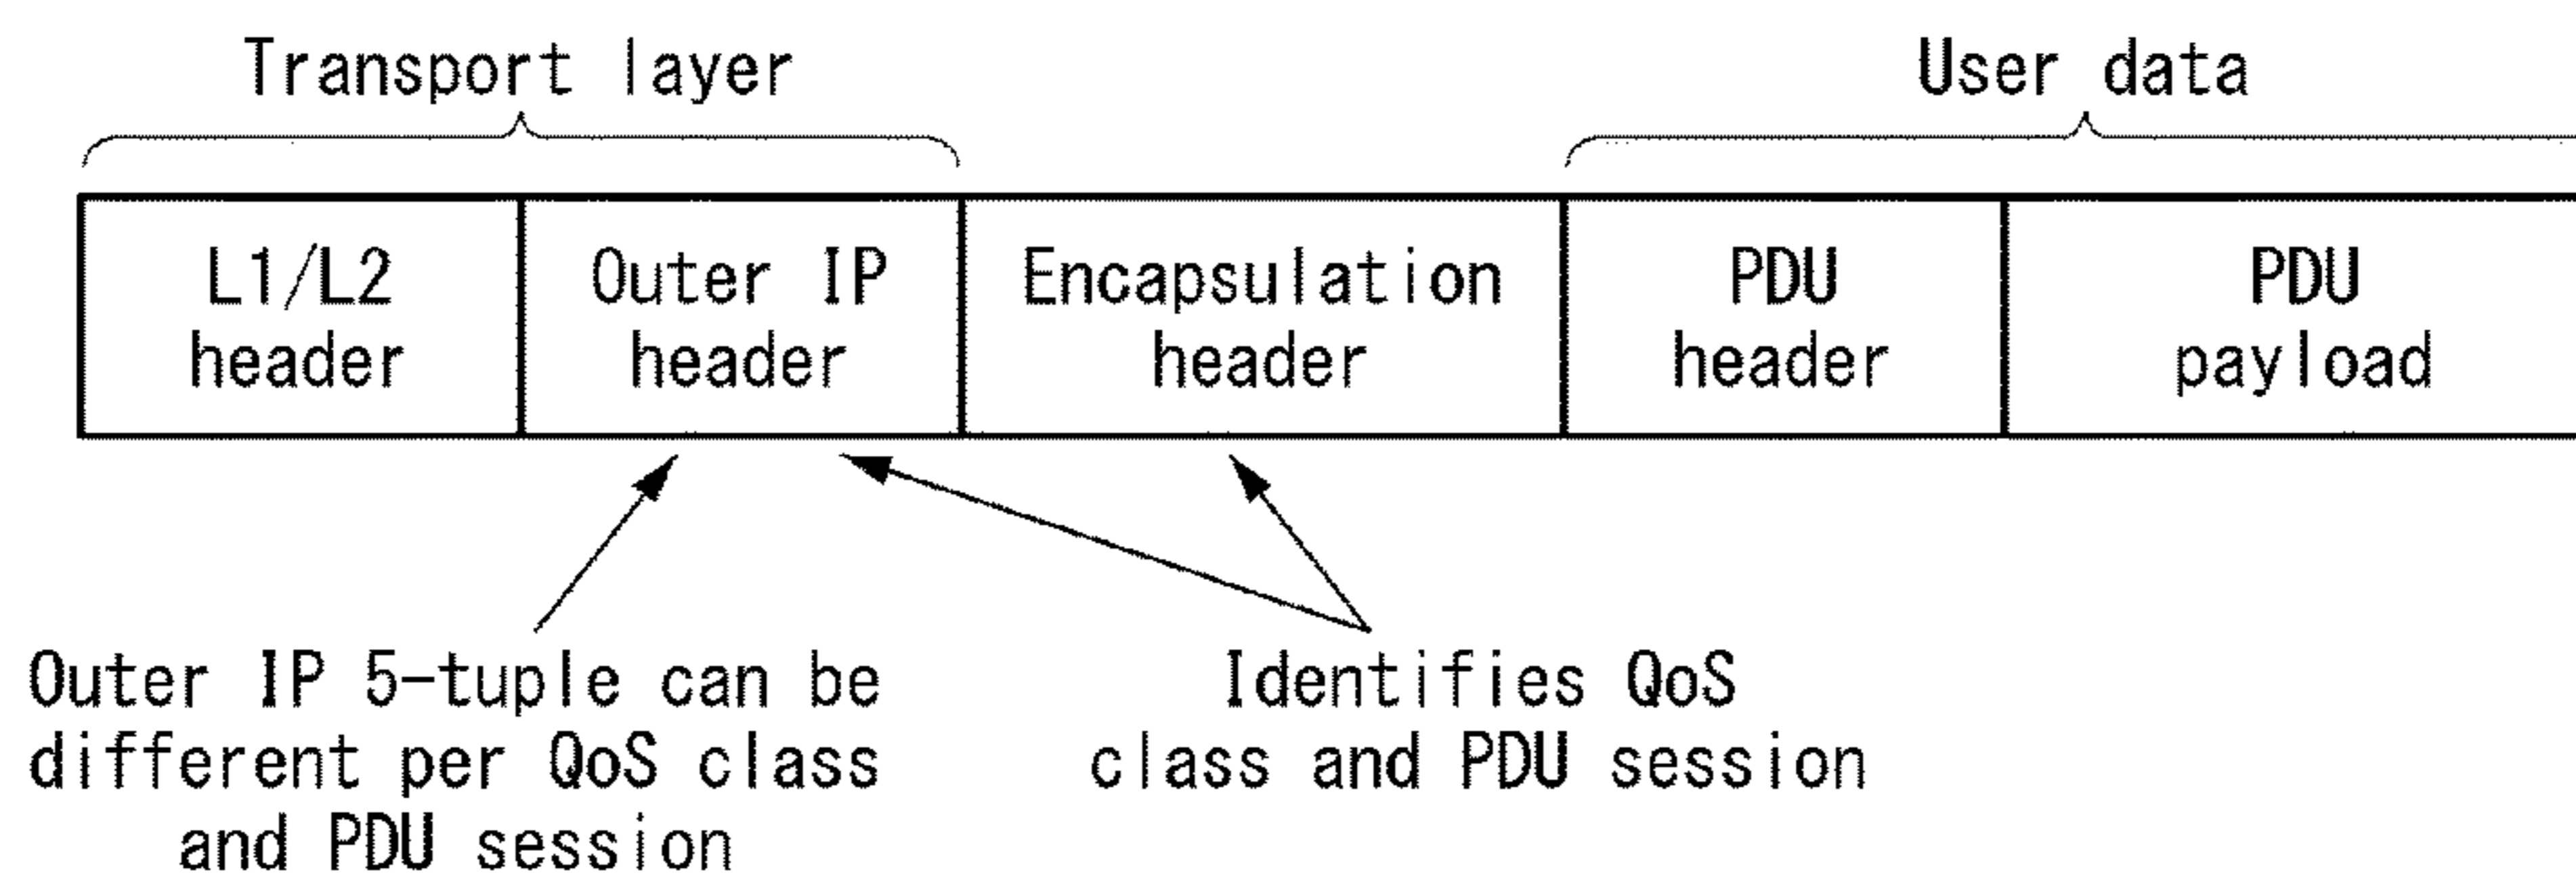 Transport layer
User data
L1/L2
header
Outer IP
header
Encapsulation
header
PDU
header
PDU
payload
Outer IP 5-tuple can be
different per QoS class
and PDU session
Identifies QoS
class and PDU session